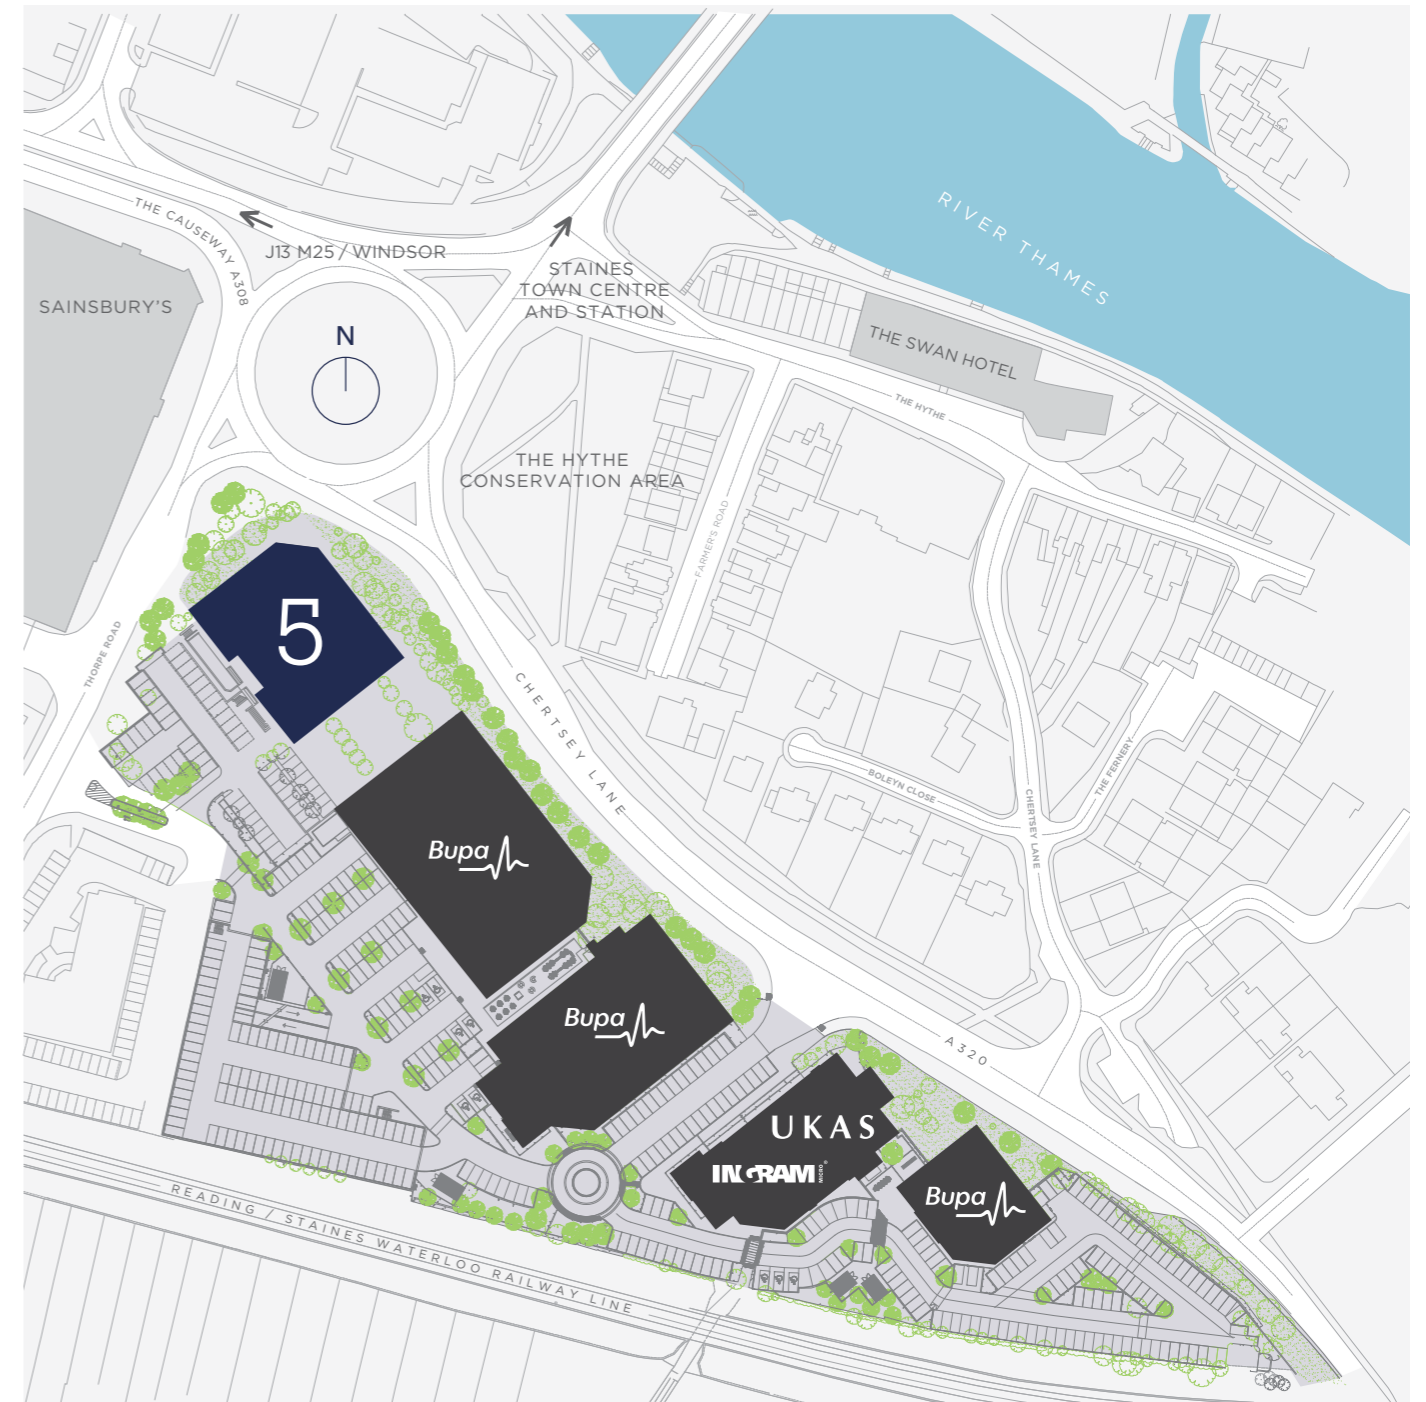 RIVER THAMES
THE CAUSEWAY A308
J13 M25 / WINDSOR
STAINES
TOWN CENTRE
AND STATION
SAINSBURY'S
N
THE SWAN HOTEL
THE HYTHE
THE HYTHE
CONSERVATION AREA
FARMER'S ROAD
5
THORPE ROAD
CHERTSEY LANE
BOLEYN CLOSE
THE FERNERY
CHERTSEY LANE
Bupa
Bupa
A320
UKAS
INGRAM MICRO
Bupa
READING / STAINES WATERLOO RAILWAY LINE